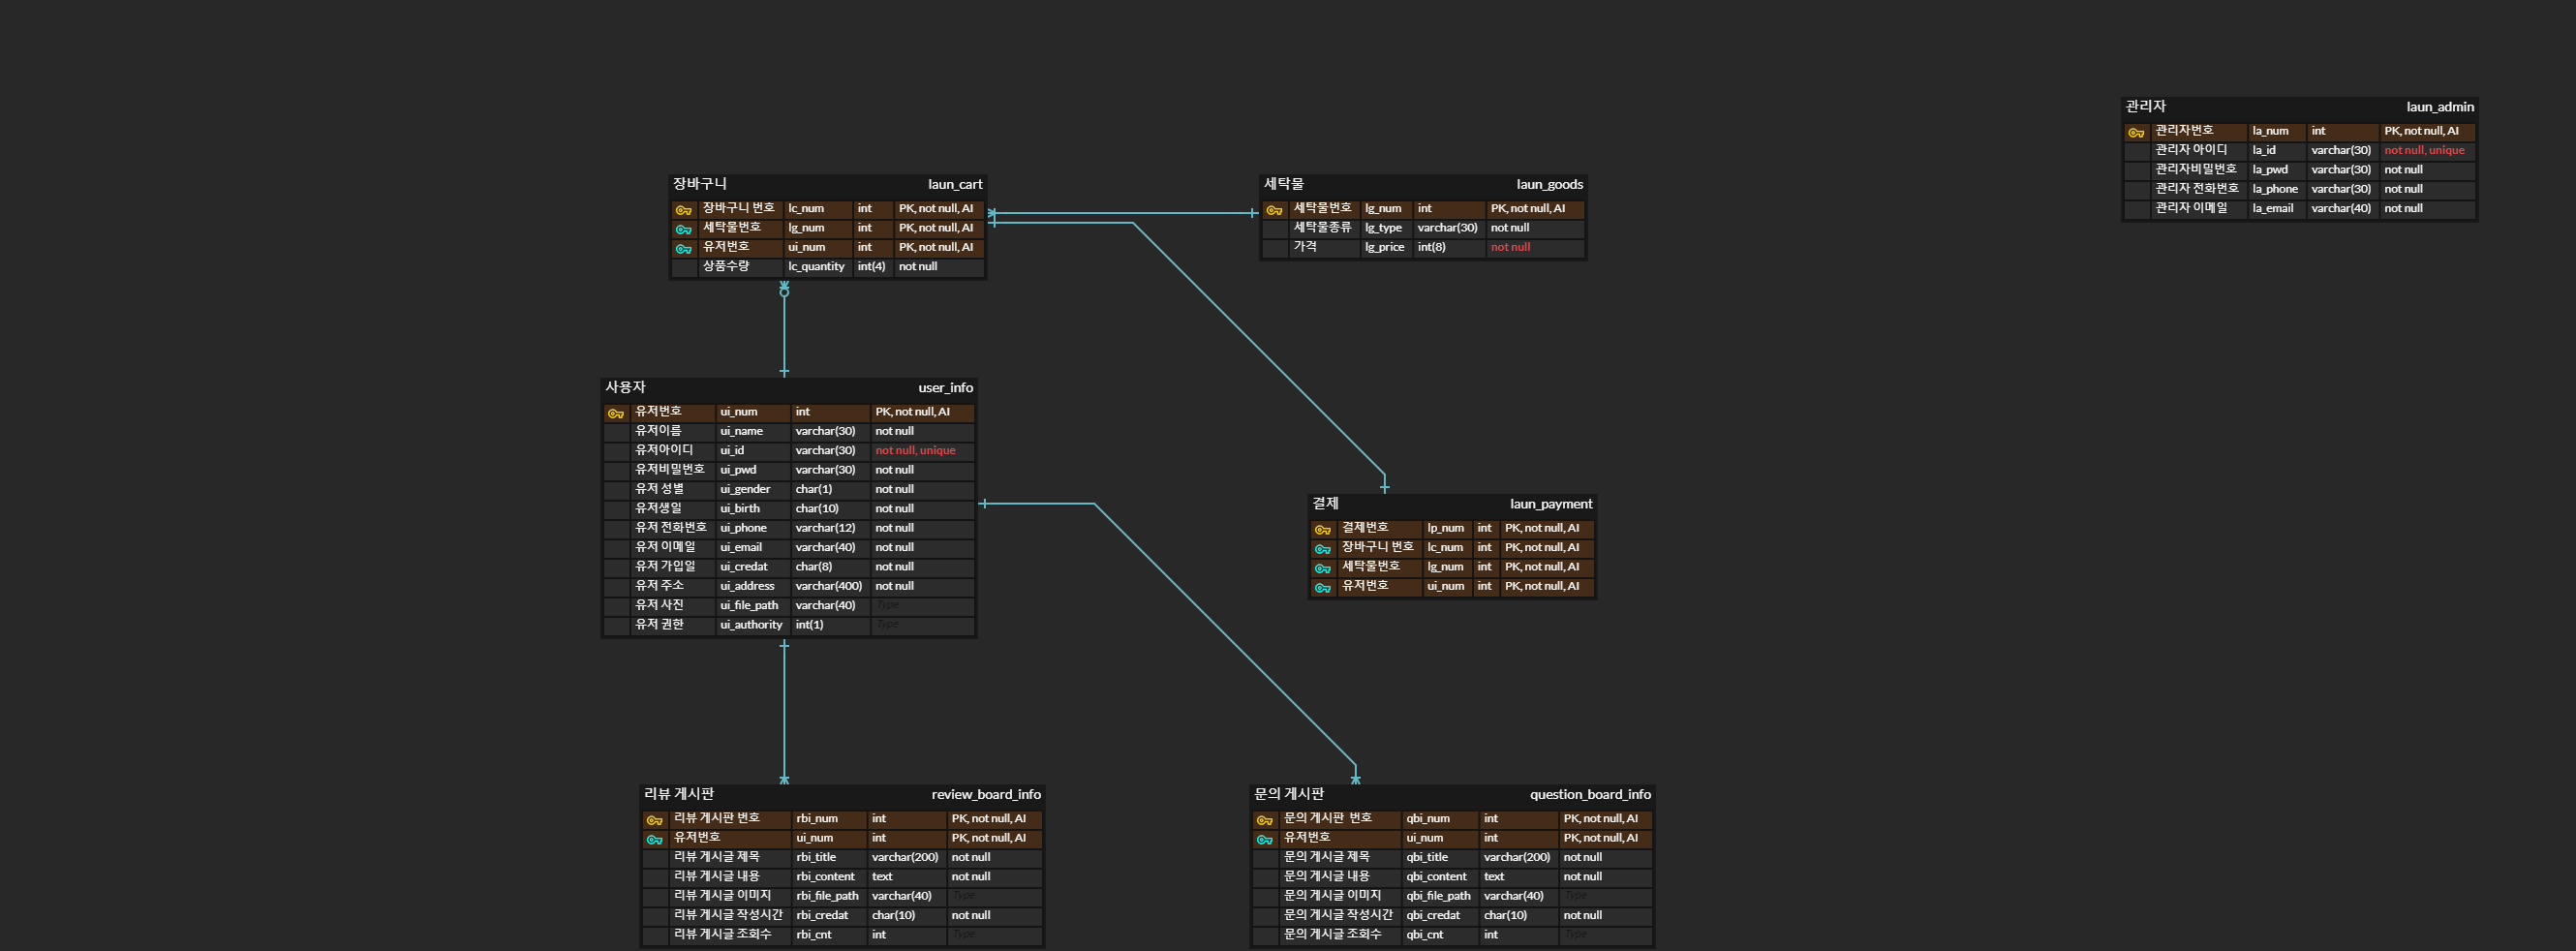 관리자 laun_admin
관리자번호 la_num int PK, not null, AI
관리자 아이디 la_id varchar(30) not null, unique
관리자비밀번호 la_pwd varchar(30) not null
관리자 전화번호 la_phone varchar(30) not null
관리자 이메일 la_email varchar(40) not null
장바구니 laun_cart
장바구니 번호 lc_num int PK, not null, AI
세탁물번호 lg_num int PK, not null, AI
유저번호 ui_num int PK, not null, AI
상품수량 lc_quantity int(4) not null
세탁물 laun_goods
세탁물번호 lg_num int PK, not null, AI
세탁물종류 lg_type varchar(30) not null
가격 lg_price int(8) not null
사용자 user_info
유저번호 ui_num int PK, not null, AI
유저이름 ui_name varchar(30) not null
유저아이디 ui_id varchar(30) not null, unique
유저비밀번호 ui_pwd varchar(30) not null
유저 성별 ui_gender char(1) not null
유저생일 ui_birth char(10) not null
유저 전화번호 ui_phone varchar(12) not null
유저 이메일 ui_email varchar(40) not null
유저 가입일 ui_credat char(8) not null
유저 주소 ui_address varchar(400) not null
유저 사진 ui_file_path varchar(40) Type
유저 권한 ui_authority int(1) Type
결제 laun_payment
결제번호 lp_num int PK, not null, AI
장바구니 번호 lc_num int PK, not null, AI
세탁물번호 lg_num int PK, not null, AI
유저번호 ui_num int PK, not null, AI
리뷰 게시판 review_board_info
리뷰 게시판 번호 rbi_num int PK, not null, AI
유저번호 ui_num int PK, not null, AI
리뷰 게시글 제목 rbi_title varchar(200) not null
리뷰 게시글 내용 rbi_content text not null
리뷰 게시글 이미지 rbi_file_path varchar(40) Type
리뷰 게시글 작성시간 rbi_credat char(10) not null
리뷰 게시글 조회수 rbi_cnt int Type
문의 게시판 question_board_info
문의 게시판 번호 qbi_num int PK, not null, AI
유저번호 ui_num int PK, not null, AI
문의 게시글 제목 qbi_title varchar(200) not null
문의 게시글 내용 qbi_content text not null
문의 게시글 이미지 qbi_file_path varchar(40) Type
문의 게시글 작성시간 qbi_credat char(10) not null
문의 게시글 조회수 qbi_cnt int Type